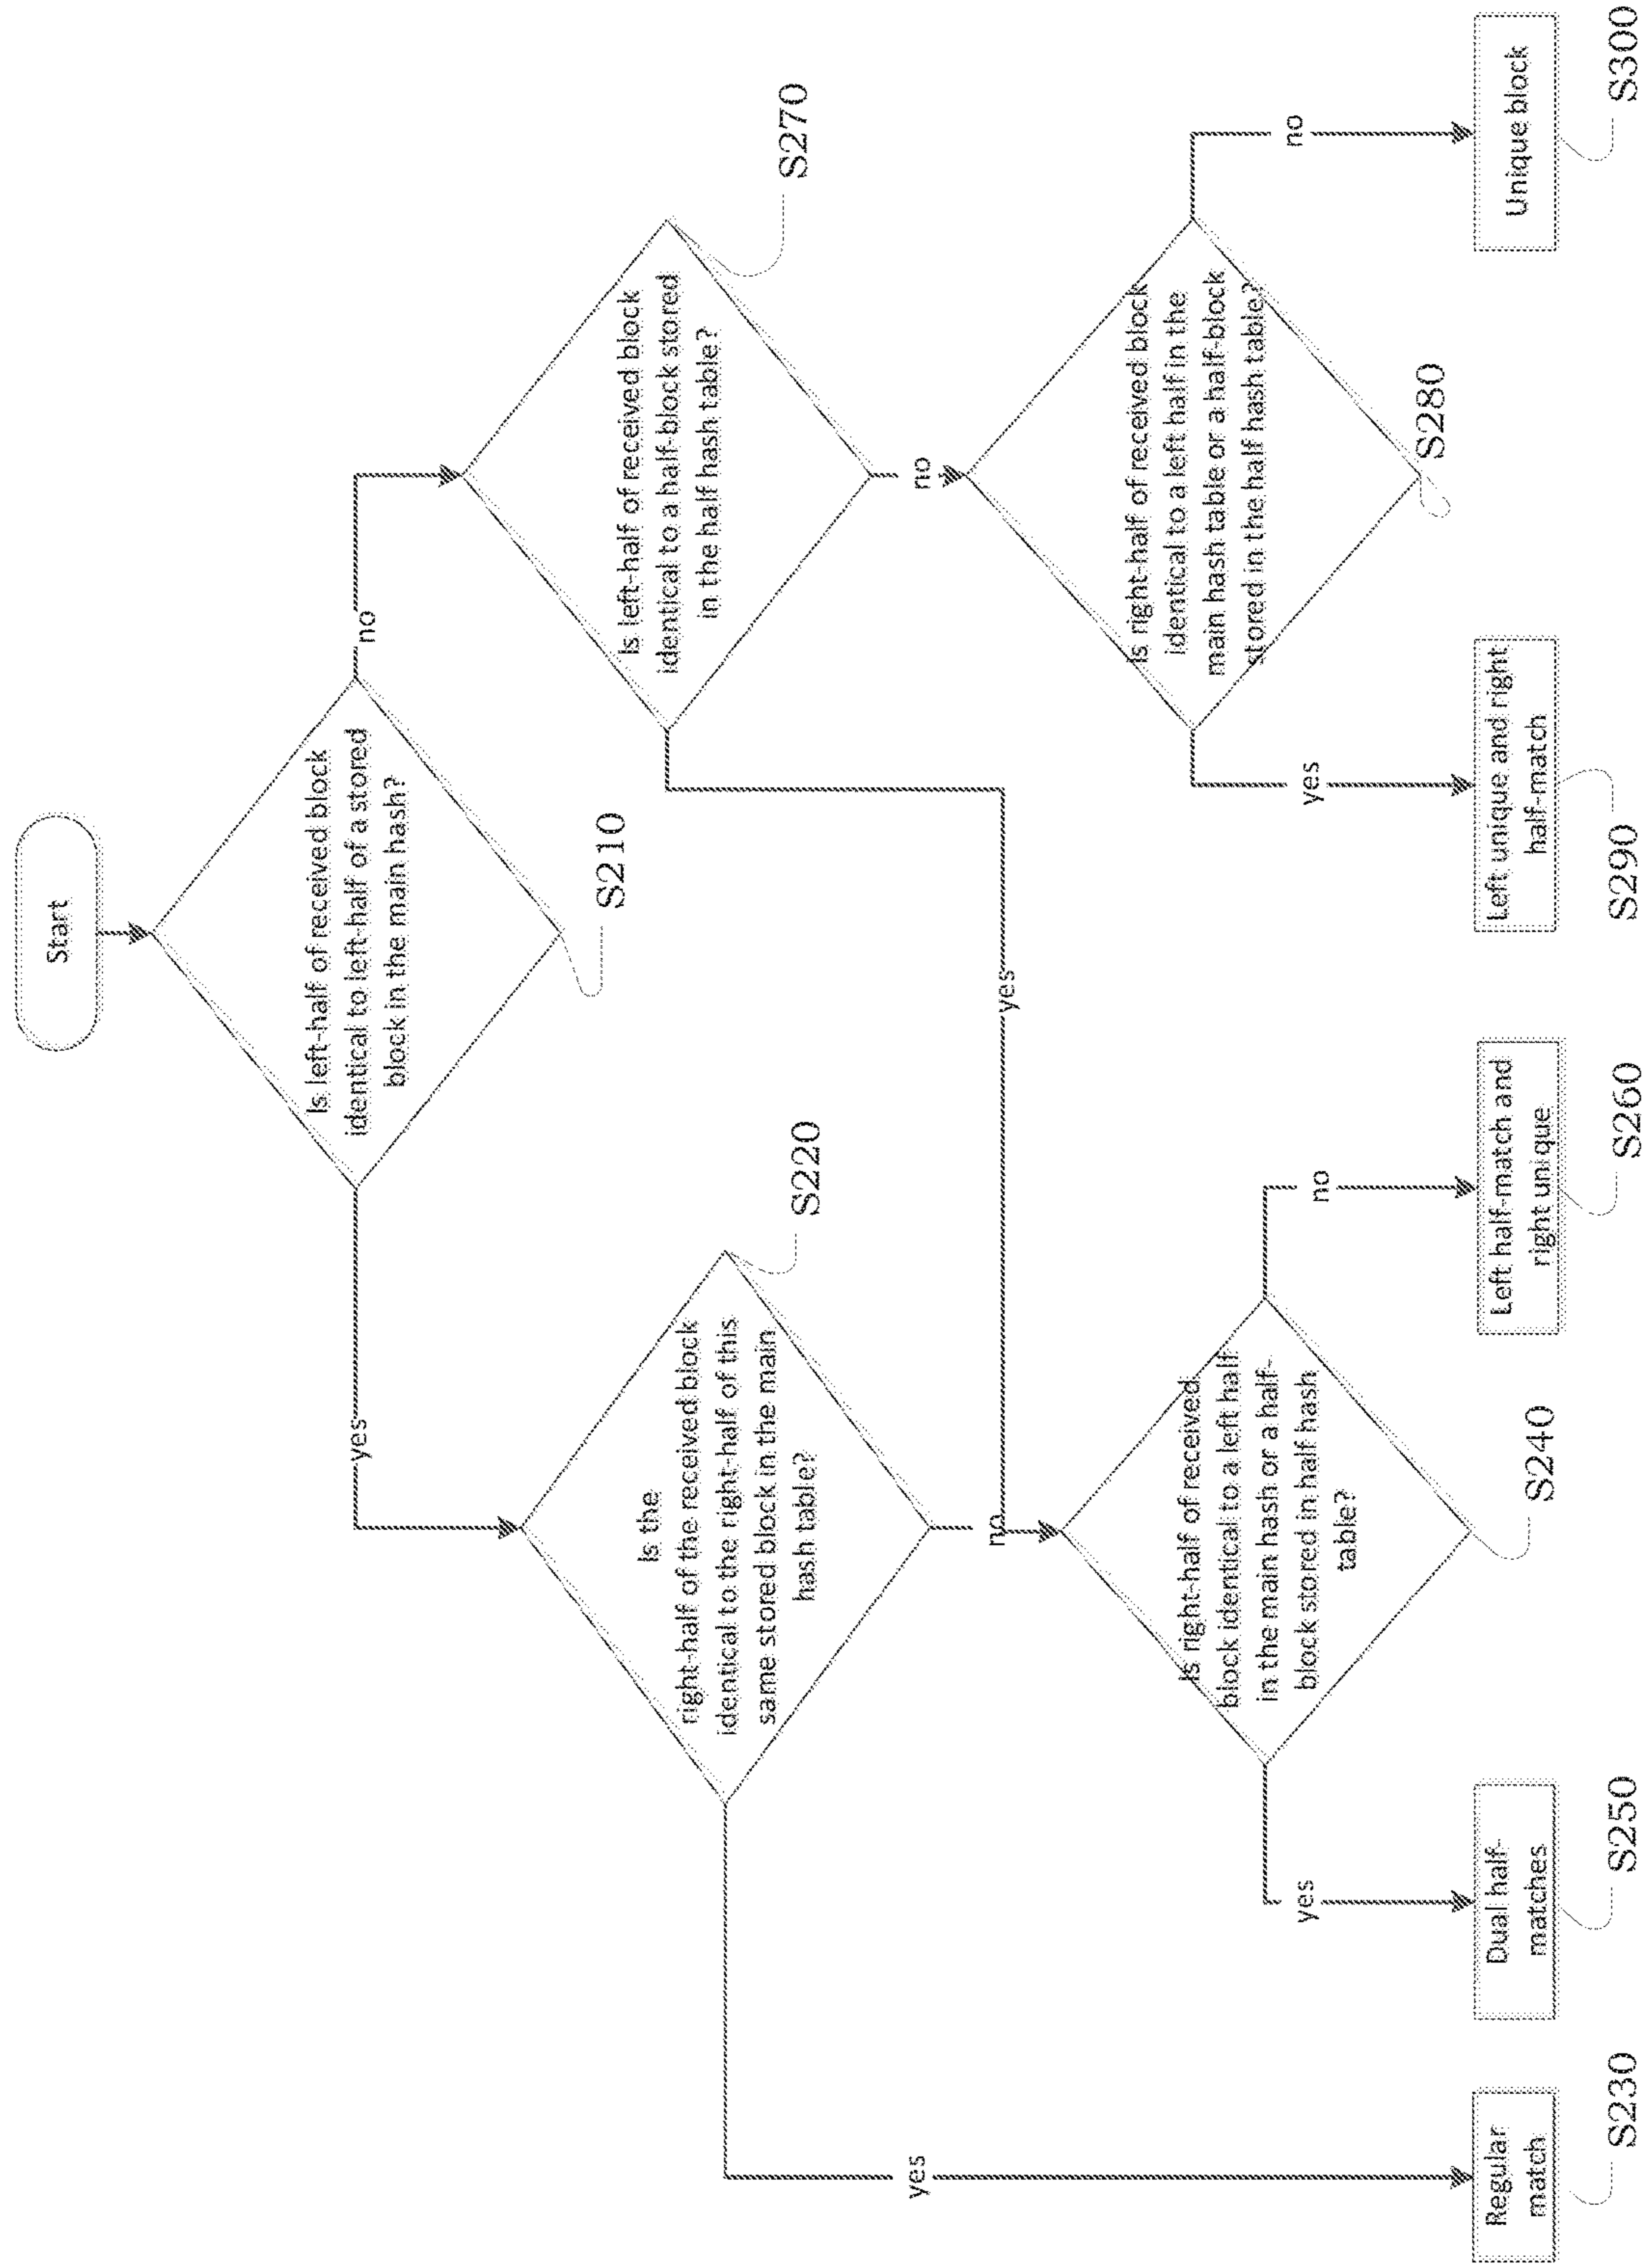 Start
Is left-half of received block
identical to left-half of a stored
block in the main hash?
S210
yes
no
Is the
right-half of the received block
identical to the right-half of this
same stored block in the main
hash table?
S220
Is left-half of received block
identical to a half-block stored
in the half hash table?
S270
yes
no
yes
no
Is right-half of received
block identical to a left half
in the main hash or a half-
block stored in half hash
table?
S240
Is right-half of received block
identical to a left half in the
main hash table or a half-block
stored in the half hash table?
S280
yes
no
yes
no
Regular
match
S230
Dual half-
matches
S250
Left half-match and
right unique
S260
Left unique and right
half-match
S290
Unique block
S300